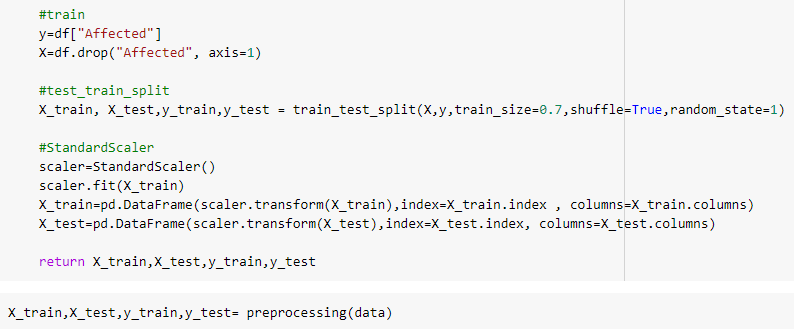 #train
y=df["Affected"]
X=df.drop("Affected", axis=1)
#test_train_split
X_train, X_test,y_train,y_test = train_test_split(X,y,train_size=0.7,shuffle=True,random_state=1)
#StandardScaler
scaler=StandardScaler()
scaler.fit(X_train)
X_train=pd.DataFrame(scaler.transform(X_train),index=X_train.index , columns=X_train.columns)
X_test=pd.DataFrame(scaler.transform(X_test),index=X_test.index, columns=X_test.columns)
return X_train,X_test,y_train,y_test
X_train,X_test,y_train,y_test= preprocessing(data)